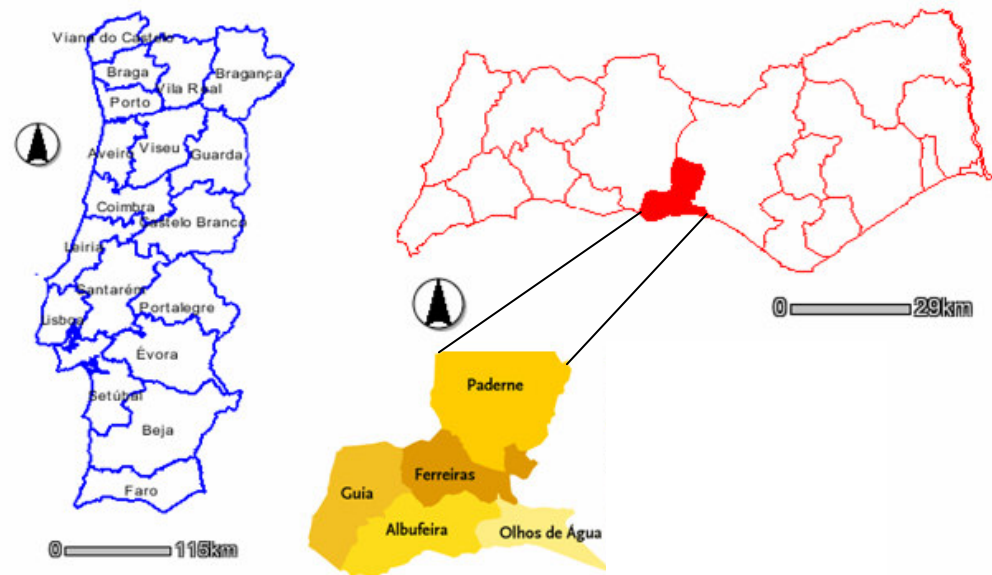 Viana do Castelo
Braga
Bragança
Vila Real
Porto
Aveiro
Viseu
Guarda
Coimbra
Castelo Branco
Leiria
Santarém
Portalegre
Lisboa
Évora
Setúbal
Beja
Faro
0 115km
0 29km
Paderne
Ferreiras
Guia
Albufeira
Olhos de Água